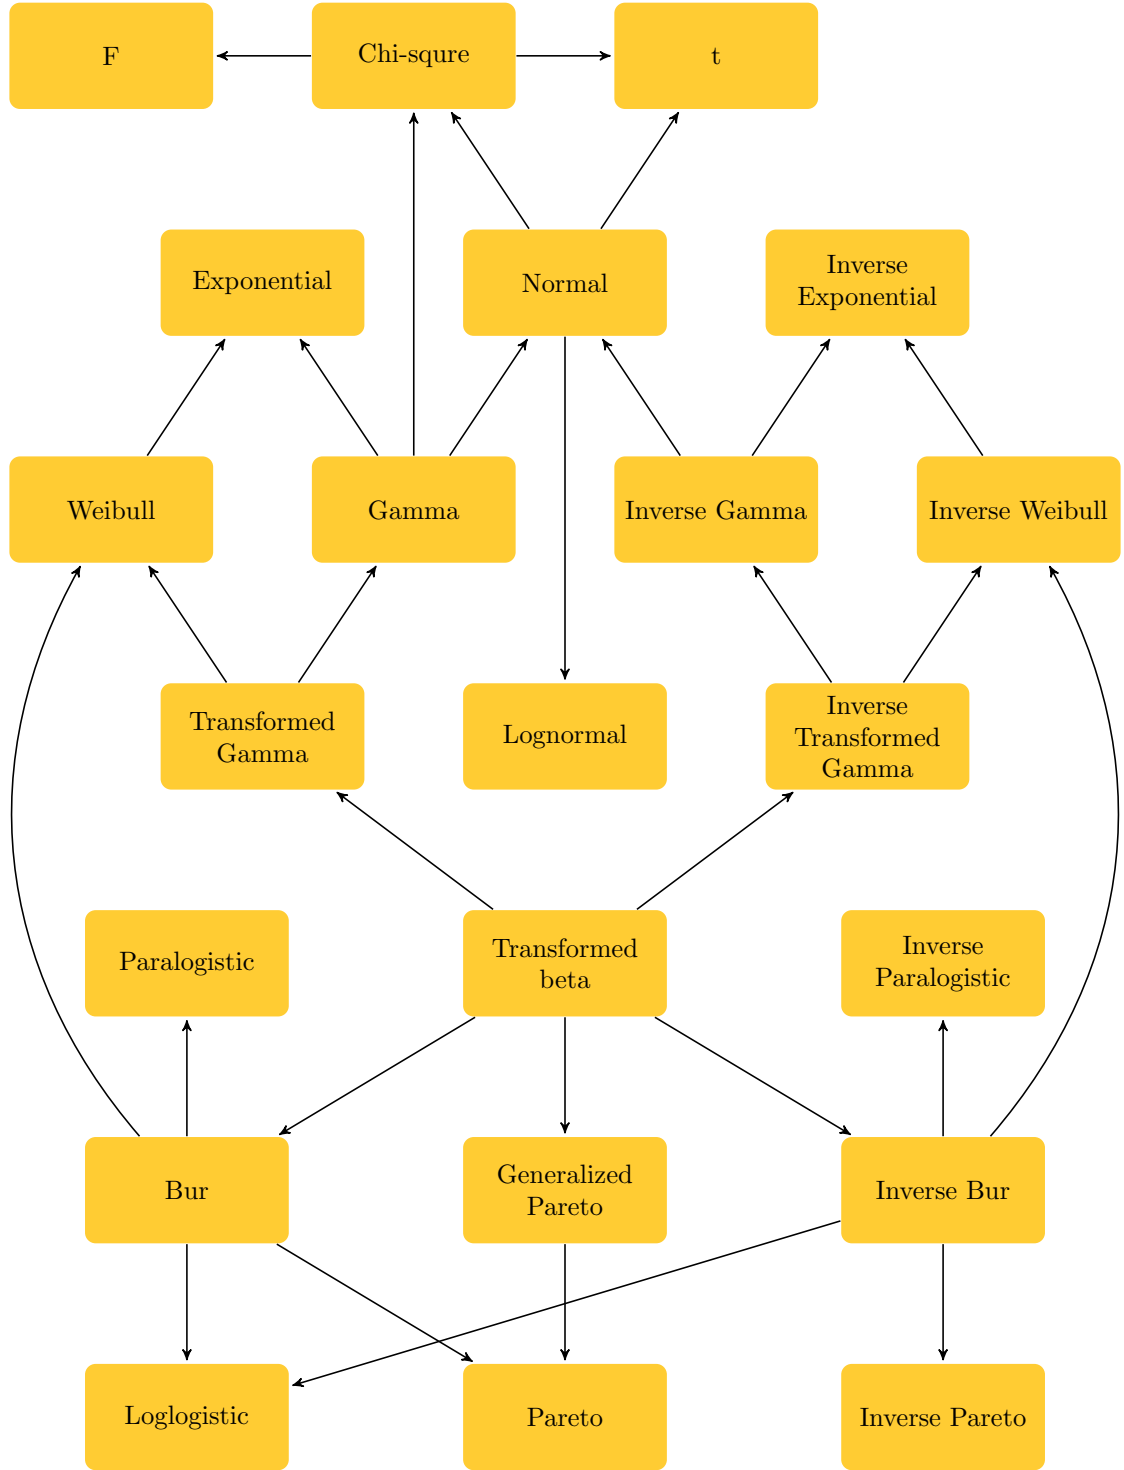 F
Chi-squre
t
Exponential
Normal
Inverse
Exponential
Weibull
Gamma
Inverse Gamma
Inverse Weibull
Transformed
Gamma
Lognormal
Inverse
Transformed
Gamma
Paralogistic
Transformed
beta
Inverse
Paralogistic
Bur
Generalized
Pareto
Inverse Bur
Loglogistic
Pareto
Inverse Pareto